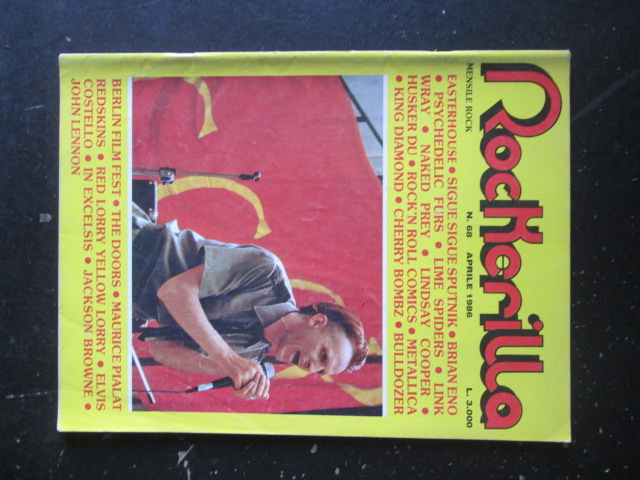 Rockerilla
MENSILE ROCK N. 68 APRILE 1986 L. 3.000
EASTERHOUSE • SIGUE SIGUE SPUTNIK • BRIAN ENO
• PSYCHEDELIC FURS • LIME SPIDERS • LINK
WRAY • NAKED PREY • LINDSAY COOPER •
HUSKER DU • ROCK'N'ROLL COMICS • METALLICA
• KING DIAMOND • CHERRY BOMBZ • BULLDOZER
BERLIN FILM FEST • THE DOORS • MAURICE PIALAT
REDSKINS • RED LORRY YELLOW LORRY • ELVIS
COSTELLO • IN EXCELSIS • JACKSON BROWNE •
JOHN LENNON